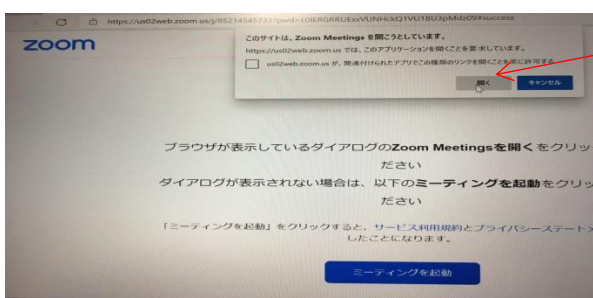 zoom
このサイトは、Zoom Meetings を開こうとしています。
https://us02web.zoom.us では、このアプリケーションを開くことを要求しています。
us02web.zoom.us が、関連付けられたアプリでこの種類のリンクを開くことを常に許可する
開く キャンセル
ブラウザが表示しているダイアログのZoom Meetingsを開くをクリッ
ださい
ダイアログが表示されない場合は、以下のミーティングを起動をクリッ
ださい
「ミーティングを起動」をクリックすると、サービス利用規約とプライバシーステート
したことになります。
ミーティングを起動